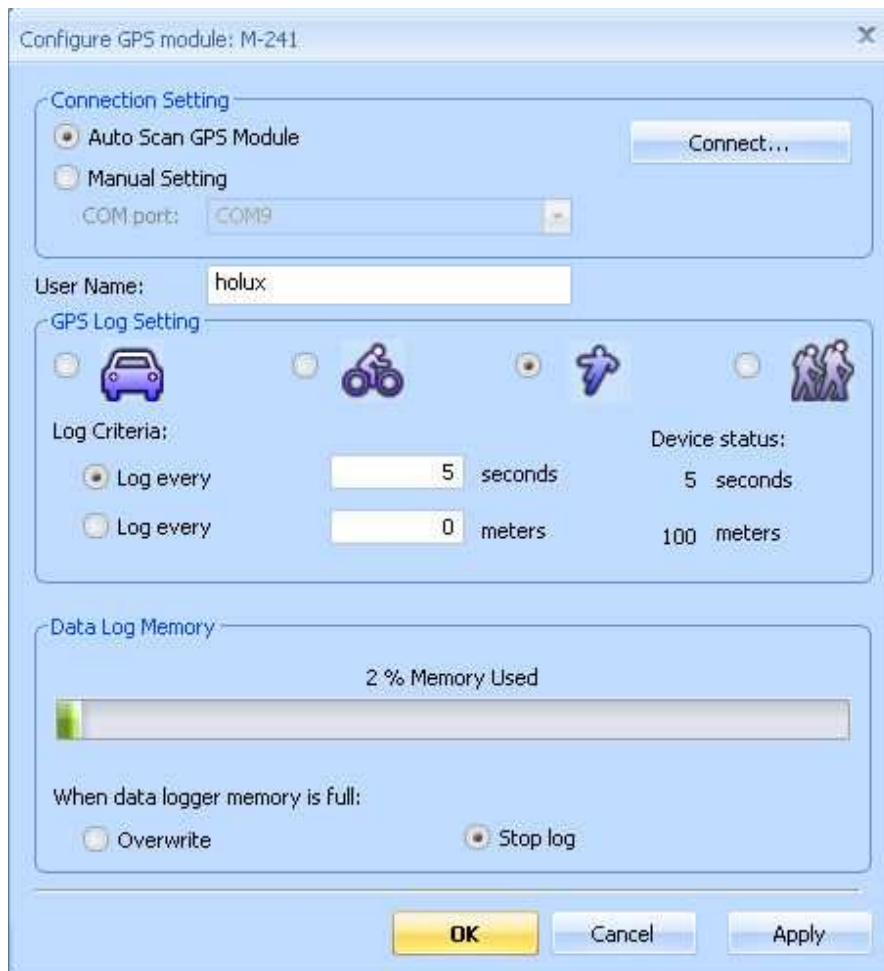 Configure GPS module: M-241
Connection Setting
Auto Scan GPS Module
Connect...
Manual Setting
COM port: COM9
User Name: holux
GPS Log Setting
Log Criteria:
Device status:
Log every 5 seconds 5 seconds
Log every 0 meters 100 meters
Data Log Memory
2 % Memory Used
When data logger memory is full:
Overwrite Stop log
OK Cancel Apply